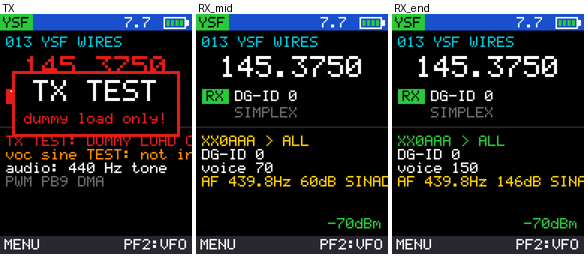 TX
YSF 7.7
013 YSF WIRES
145.3750
TX TEST
dummy load only!
TX TEST: DUMMY LOAD O
voc sine TEST: not in
audio: 440 Hz tone
PWM PB9 DMA
MENU PF2:VFO
RX_mid
YSF 7.7
013 YSF WIRES
145.3750
RX DG-ID 0
SIMPLEX
XX0AAA > ALL
DG-ID 0
voice 70
AF 439.8Hz 60dB SINAD
-70dBm
MENU PF2:VFO
RX_end
YSF 7.7
013 YSF WIRES
145.3750
RX DG-ID 0
SIMPLEX
XX0AAA > ALL
DG-ID 0
voice 150
AF 439.8Hz 146dB SINA
-70dBm
MENU PF2:VFO